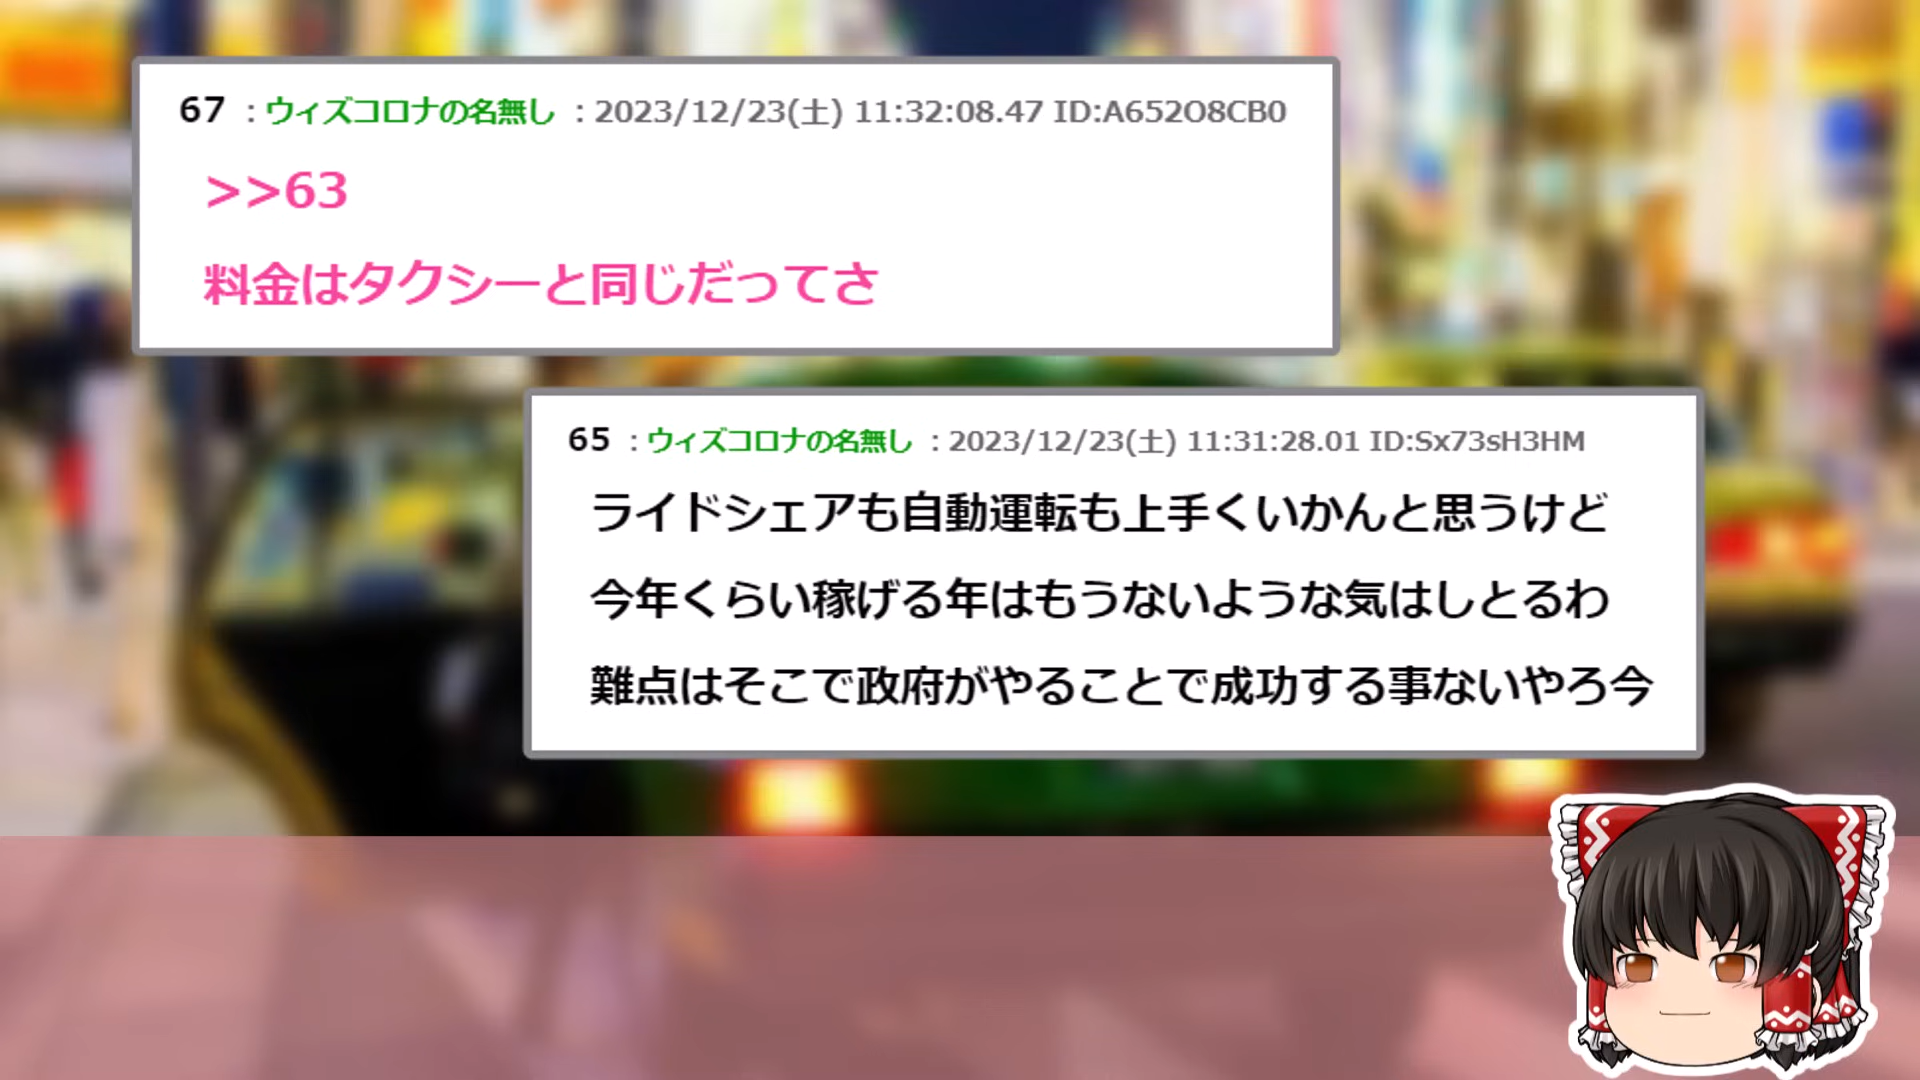 67 ：ウィズコロナの名無し ：2023/12/23(土) 11:32:08.47 ID:A652O8CB0
>>63
料金はタクシーと同じだってさ
65 ：ウィズコロナの名無し ：2023/12/23(土) 11:31:28.01 ID:Sx73sH3HM
ライドシェアも自動運転も上手くいかんと思うけど
今年くらい稼げる年はもうないような気はしとるわ
難点はそこで政府がやることで成功する事ないやろ今